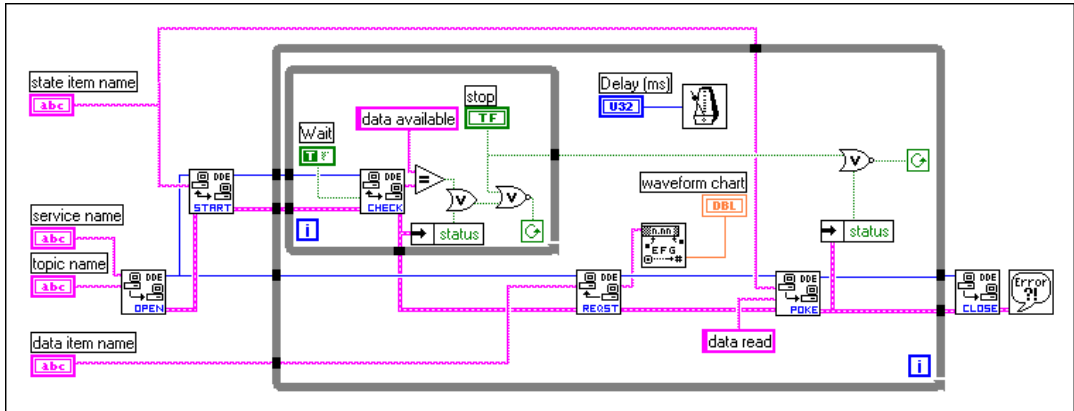 state item name
abc
service name
abc
topic name
abc
data item name
abc
DDE
OPEN
DDE
START
Wait
T F
data available
stop
TF
DDE
CHECK
=
V
V
status
i
Delay (ms)
U32
waveform chart
DBL
n.nn
EFG
#
DDE
REQST
data read
DDE
POKE
V
status
i
DDE
CLOSE
Error
?!